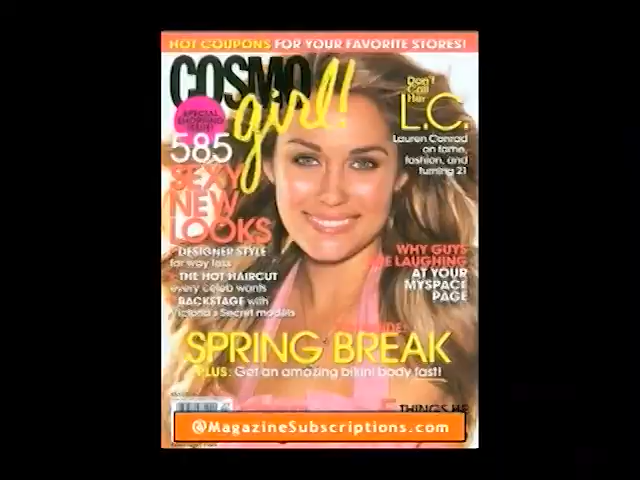 HOT COUPONS FOR YOUR FAVORITE STORES!
COSMO
girl!
SPECIAL
SHOPPING
ISSUE!
585
SEXY
NEW
LOOKS
DESIGNER STYLE
for way less
THE HOT HAIRCUT
every celeb wants
BACKSTAGE with
Victoria's Secret models
Don't
Call
Her
L.C.
Lauren Conrad
on fame,
fashion, and
turning 21
WHY GUYS
ARE LAUGHING
AT YOUR
MYSPACE
PAGE
SPRING BREAK
PLUS: Get an amazing bikini body fast!
THINGS HE
@MagazineSubscriptions.com